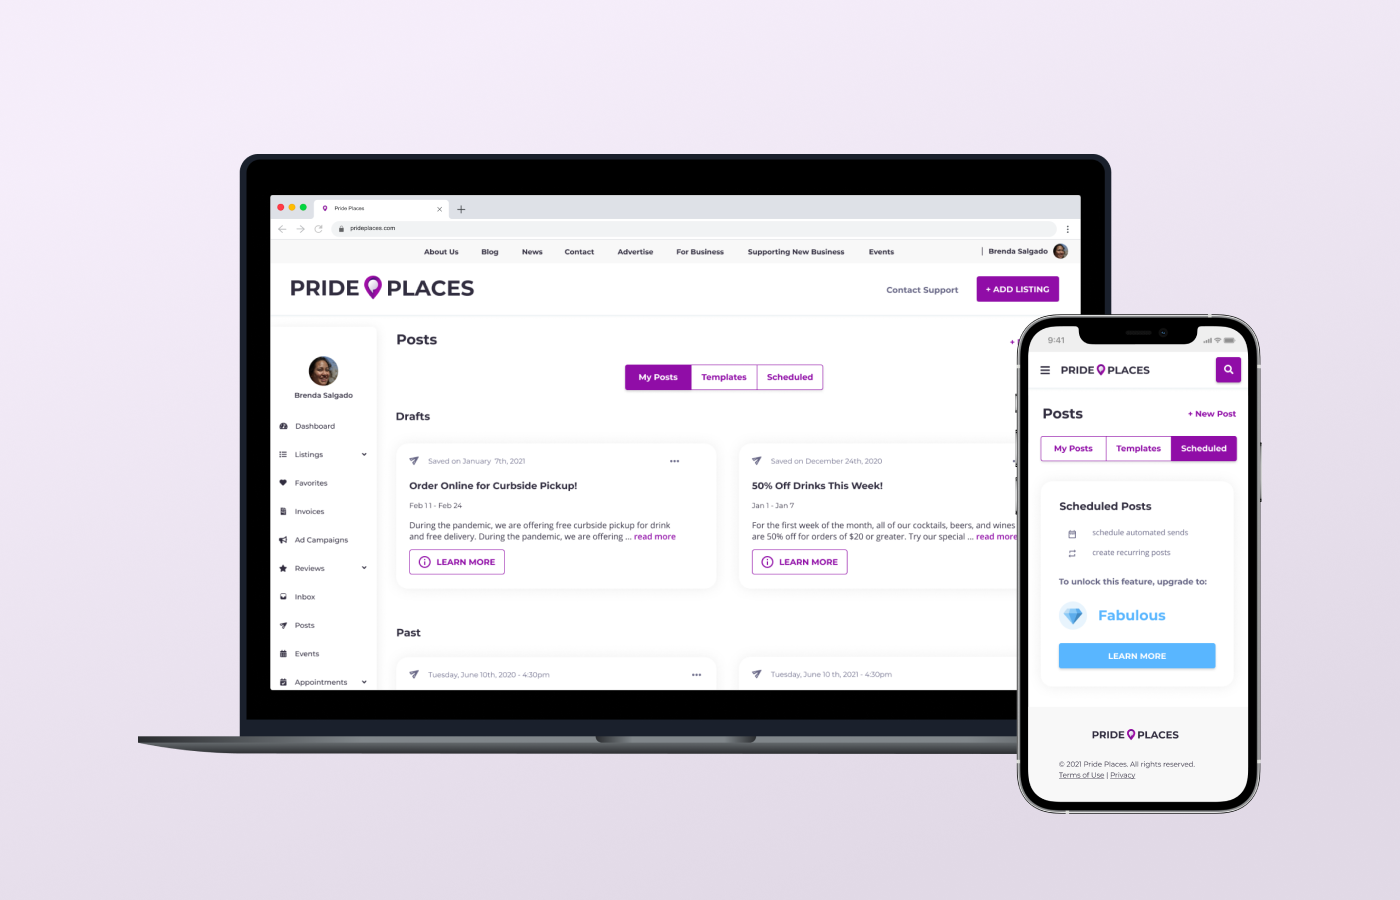 Pride Places
prideplaces.com
About Us Blog News Contact Advertise For Business Supporting New Business Events | Brenda Salgado
PRIDE PLACES
Contact Support
+ ADD LISTING
Brenda Salgado
Dashboard
Listings
Favorites
Invoices
Ad Campaigns
Reviews
Inbox
Posts
Events
Appointments
Posts
+
My Posts Templates Scheduled
Drafts
Saved on January 7th, 2021
Order Online for Curbside Pickup!
Feb 11 - Feb 24
During the pandemic, we are offering free curbside pickup for drink
and free delivery. During the pandemic, we are offering ... read more
LEARN MORE
Saved on December 24th, 2020
50% Off Drinks This Week!
Jan 1 - Jan 7
For the first week of the month, all of our cocktails, beers, and wines
are 50% off for orders of $20 or greater. Try our special ... read more
LEARN MORE
Past
Tuesday, June 10th, 2020 - 4:30pm
Tuesday, June 10 th, 2021 - 4:30pm
9:41
PRIDE PLACES
Posts
+ New Post
My Posts Templates Scheduled
Scheduled Posts
schedule automated sends
create recurring posts
To unlock this feature, upgrade to:
Fabulous
LEARN MORE
PRIDE PLACES
© 2021 Pride Places. All rights reserved.
Terms of Use | Privacy